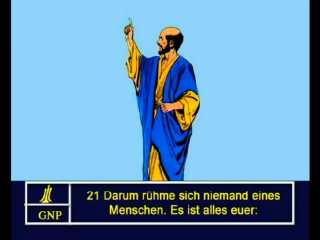 21 Darum rühme sich niemand eines
Menschen. Es ist alles euer:
GNP